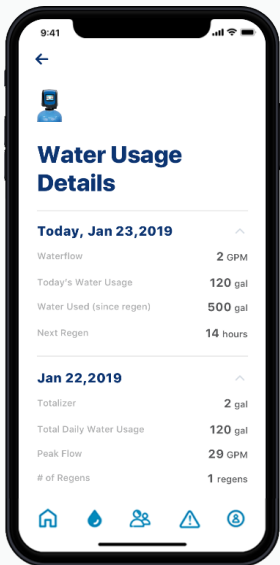 9:41
Water Usage
Details
Today, Jan 23,2019
Waterflow 2 GPM
Today's Water Usage 120 gal
Water Used (since regen) 500 gal
Next Regen 14 hours
Jan 22,2019
Totalizer 2 gal
Total Daily Water Usage 120 gal
Peak Flow 29 GPM
# of Regens 1 regens